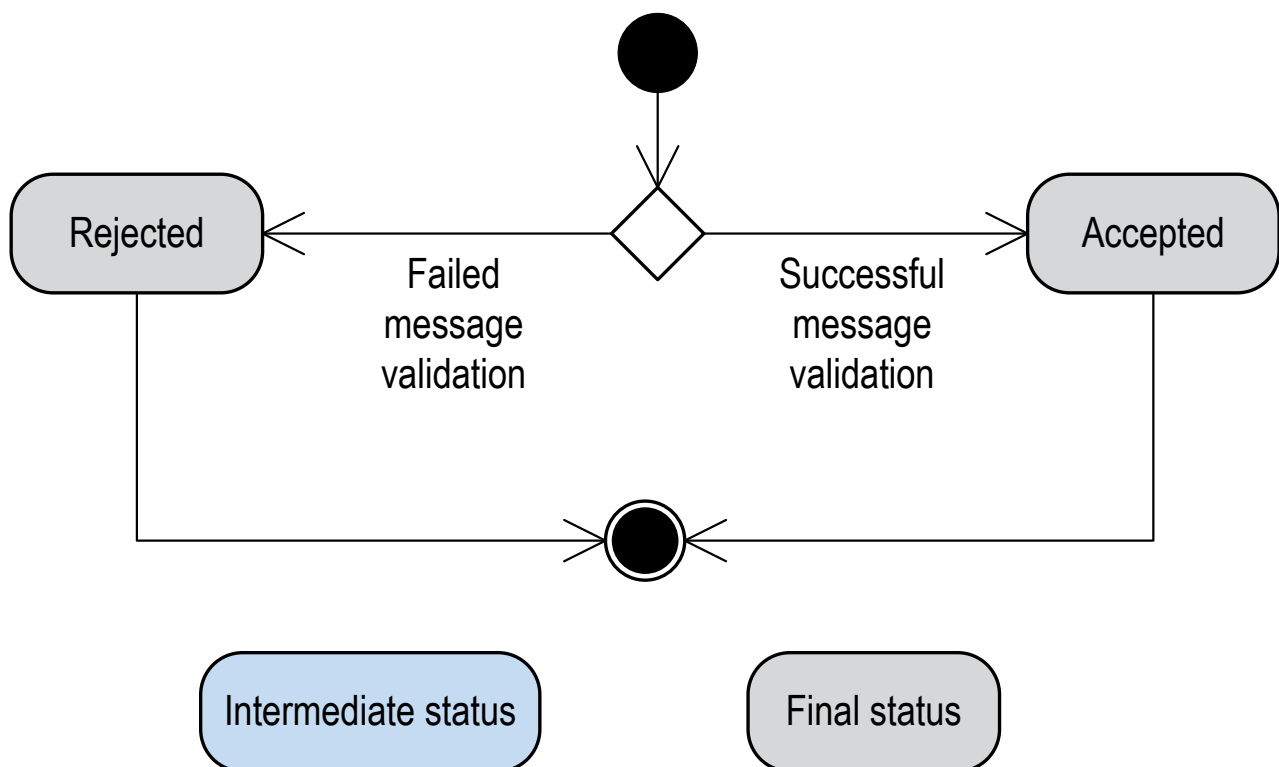 Rejected
Accepted
Failed
message
validation
Successful
message
validation
Intermediate status
Final status